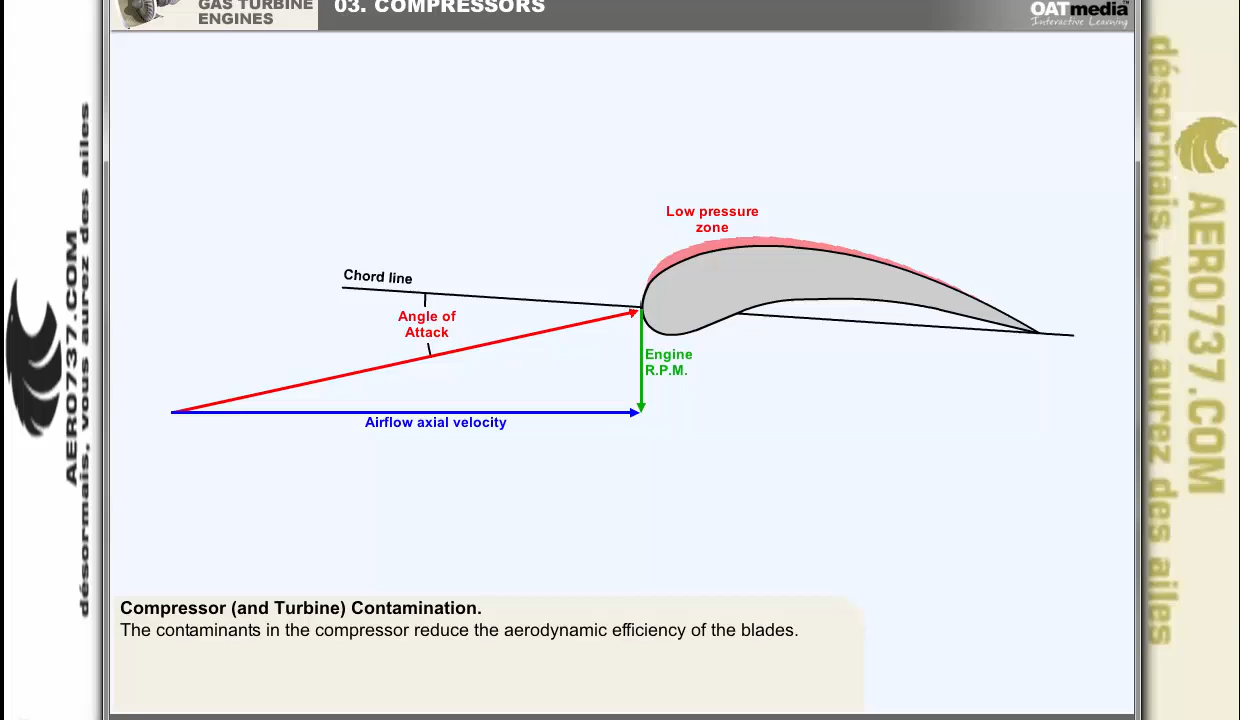 GAS TURBINE
ENGINES
03. COMPRESSORS
OATmedia™
Interactive Learning
Low pressure
zone
Chord line
Angle of
Attack
Engine
R.P.M.
Airflow axial velocity
Compressor (and Turbine) Contamination.
The contaminants in the compressor reduce the aerodynamic efficiency of the blades.
AERO737.COM
désormais, vous aurez des ailes
AERO737.COM
désormais, vous aurez des ailes